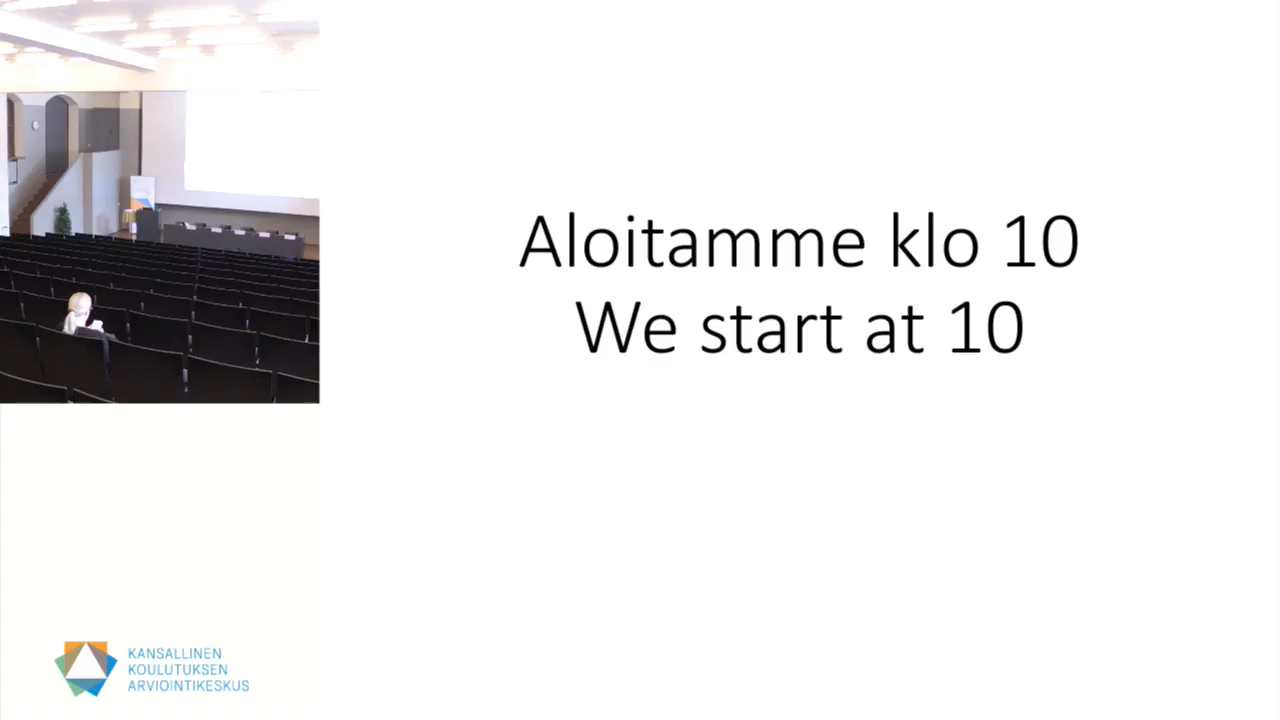 Aloitamme klo 10
We start at 10
KANSALLINEN
KOULUTUKSEN
ARVIOINTIKESKUS